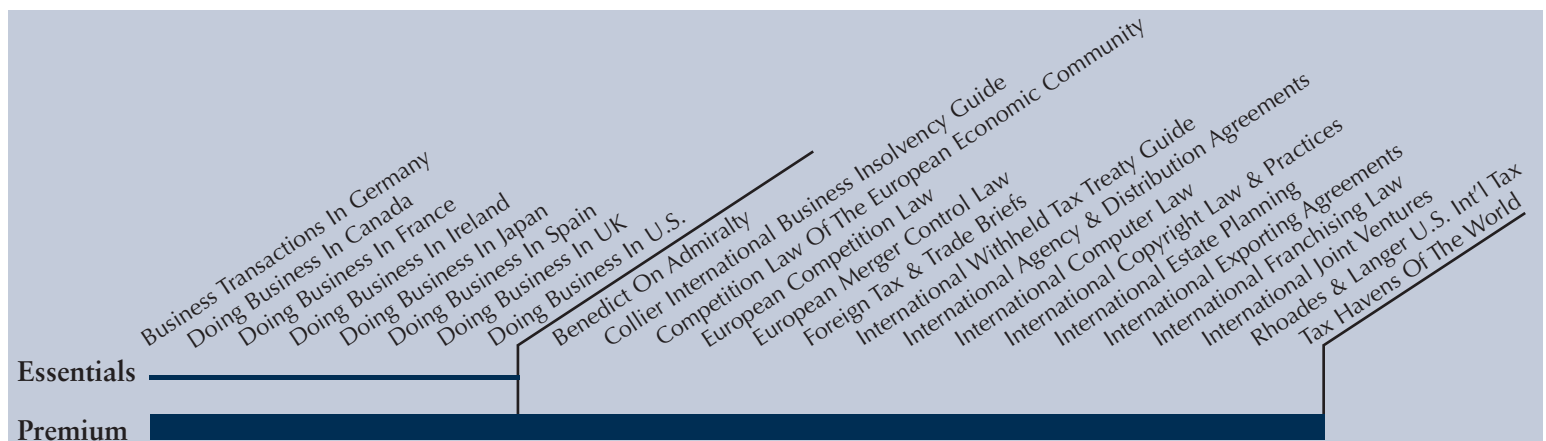 Business Transactions In Germany
Doing Business In Canada
Doing Business In France
Doing Business In Ireland
Doing Business In Japan
Doing Business In Spain
Doing Business In UK
Doing Business In U.S.
Benedict On Admiralty
Collier International Business Insolvency Guide
Competition Law Of The European Economic Community
European Competition Law
European Merger Control Law
Foreign Tax & Trade Briefs
International Withheld Tax Treaty Guide
International Agency & Distribution Agreements
International Computer Law
International Copyright Law & Practices
International Estate Planning
International Exporting Agreements
International Franchising Law
International Joint Ventures
Rhoades & Langer U.S. Int'l Tax
Tax Havens Of The World
Essentials
Premium